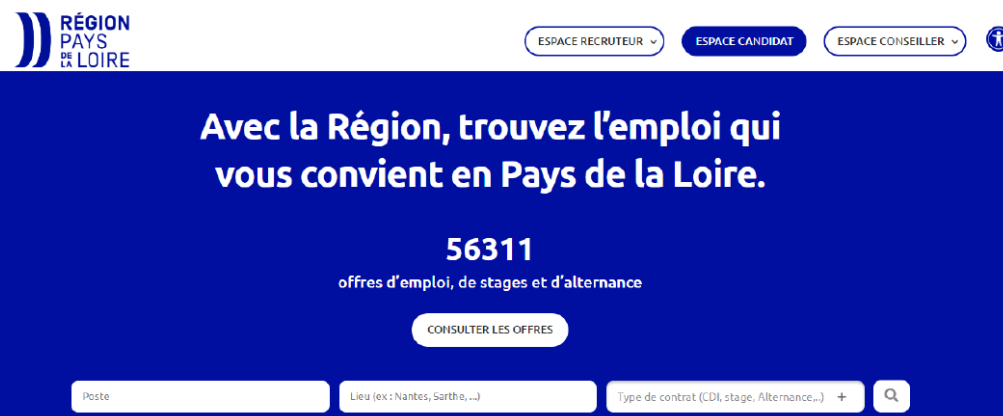 RÉGION
PAYS
DE LA LOIRE
ESPACE RECRUTEUR
ESPACE CANDIDAT
ESPACE CONSEILLER
Avec la Région, trouvez l'emploi qui
vous convient en Pays de la Loire.
56311
offres d'emploi, de stages et d'alternance
CONSULTER LES OFFRES
Poste
Lieu (ex : Nantes, Sarthe, ...)
Type de contrat (CDI, stage, Alternance,..) +